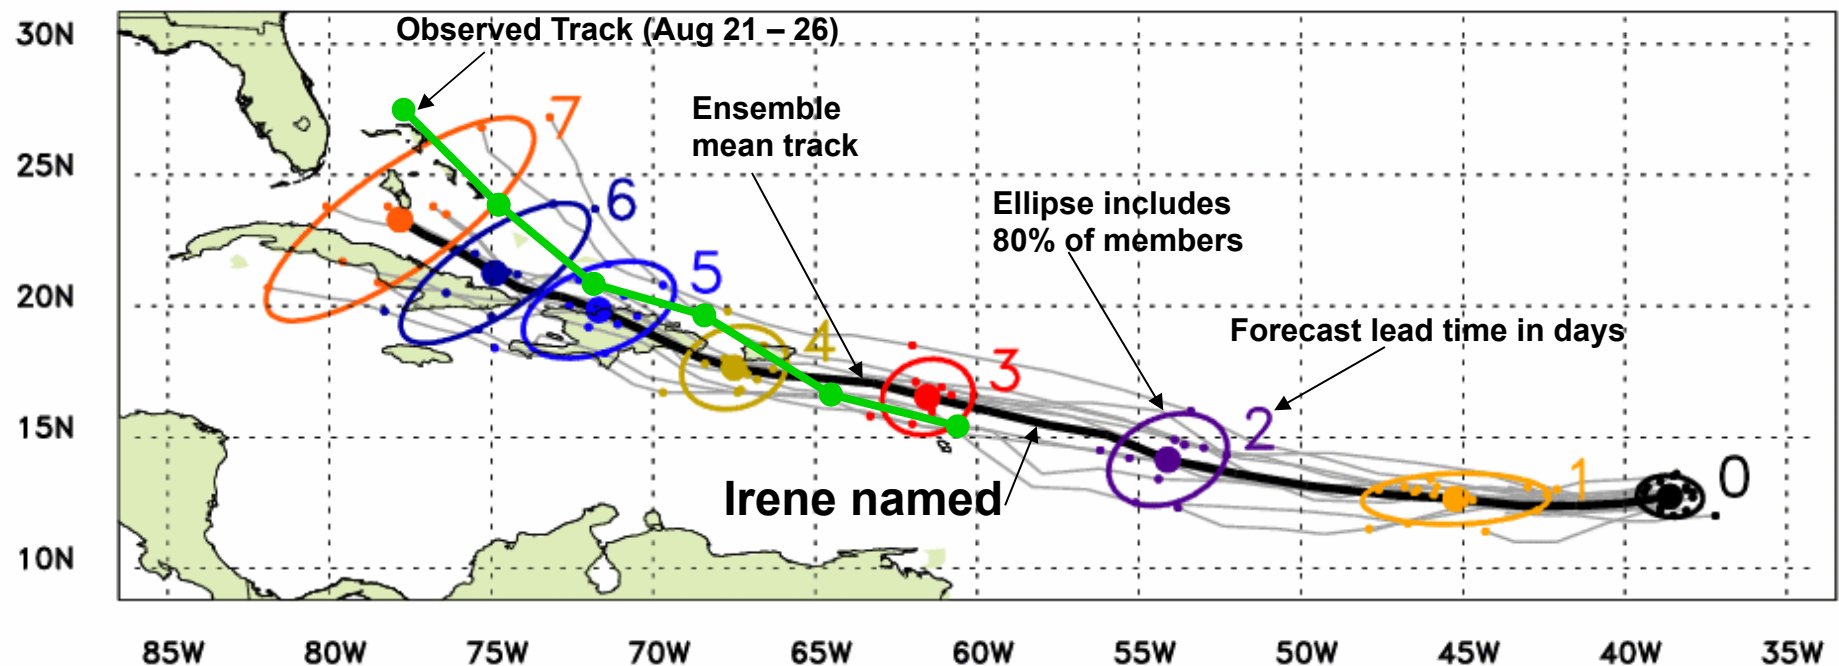 Observed Track (Aug 21 – 26)
30N
7
Ensemble
mean track
25N
6
Ellipse includes
80% of members
5
20N
4
Forecast lead time in days
3
15N
2
Irene named
1
0
10N
85W 80W 75W 70W 65W 60W 55W 50W 45W 40W 35W